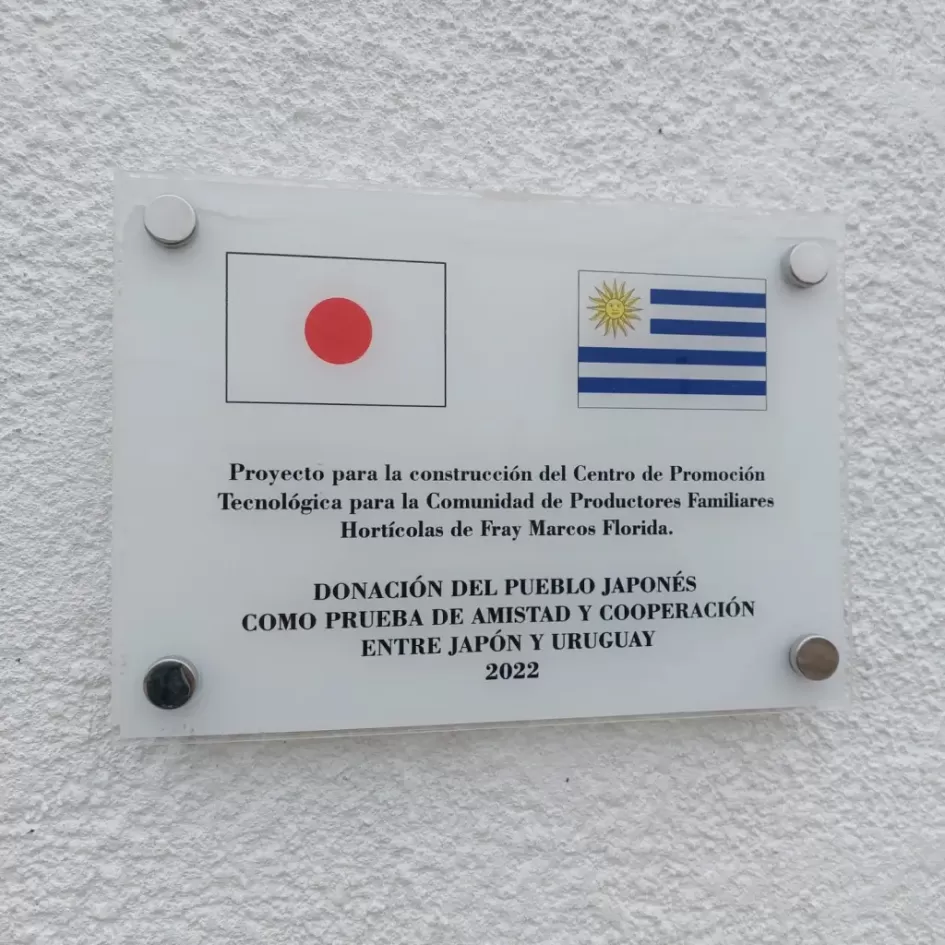 Proyecto para la construcción del Centro de Promoción
Tecnológica para la Comunidad de Productores Familiares
Hortícolas de Fray Marcos Florida.
DONACIÓN DEL PUEBLO JAPONÉS
COMO PRUEBA DE AMISTAD Y COOPERACIÓN
ENTRE JAPÓN Y URUGUAY
2022